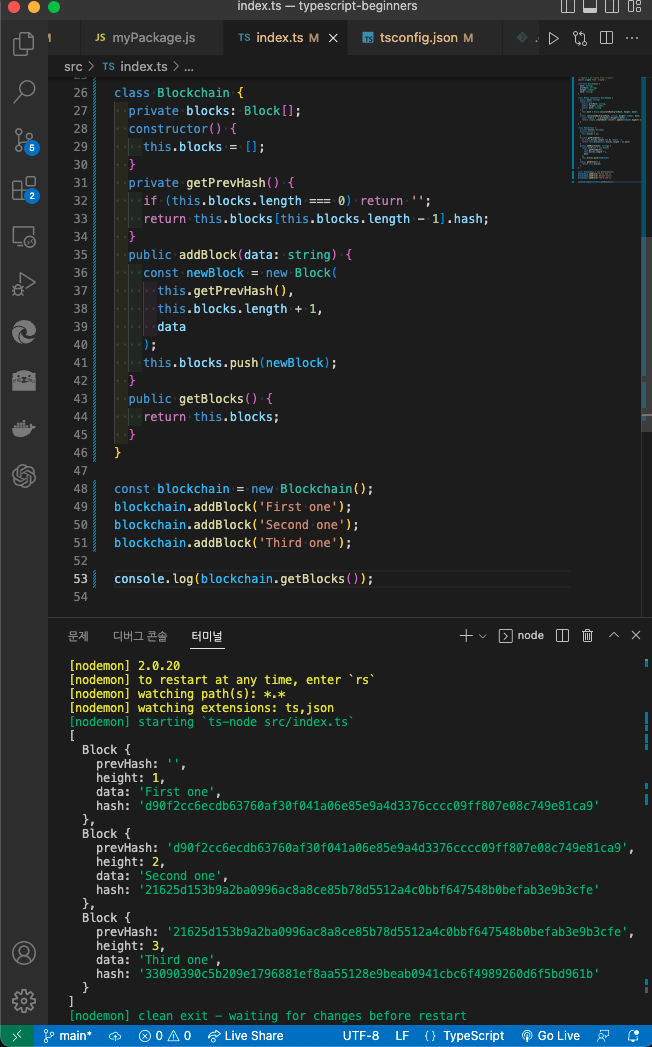 index.ts — typescript-beginners
M JS myPackage.js TS index.ts M tsconfig.json M
src > TS index.ts > ...
26 class Blockchain {
27 private blocks: Block[];
28 constructor() {
29 this.blocks = [];
30 }
31 private getPrevHash() {
32 if (this.blocks.length === 0) return '';
33 return this.blocks[this.blocks.length - 1].hash;
34 }
35 public addBlock(data: string) {
36 const newBlock = new Block(
37 this.getPrevHash(),
38 this.blocks.length + 1,
39 data
40 );
41 this.blocks.push(newBlock);
42 }
43 public getBlocks() {
44 return this.blocks;
45 }
46 }
47
48 const blockchain = new Blockchain();
49 blockchain.addBlock('First one');
50 blockchain.addBlock('Second one');
51 blockchain.addBlock('Third one');
52
53 console.log(blockchain.getBlocks());
54
5
2
문제 디버그 콘솔 터미널 node
[nodemon] 2.0.20
[nodemon] to restart at any time, enter `rs`
[nodemon] watching path(s): *.*
[nodemon] watching extensions: ts,json
[nodemon] starting `ts-node src/index.ts`
[
Block {
prevHash: '',
height: 1,
data: 'First one',
hash: 'd90f2cc6ecdb63760af30f041a06e85e9a4d3376cccc09ff807e08c749e81ca9'
},
Block {
prevHash: 'd90f2cc6ecdb63760af30f041a06e85e9a4d3376cccc09ff807e08c749e81ca9',
height: 2,
data: 'Second one',
hash: '21625d153b9a2ba0996ac8a8ce85b78d5512a4c0bbf647548b0befab3e9b3cfe'
},
Block {
prevHash: '21625d153b9a2ba0996ac8a8ce85b78d5512a4c0bbf647548b0befab3e9b3cfe',
height: 3,
data: 'Third one',
hash: '33090390c5b209e1796881ef8aa55128e9beab0941cbc6f4989260d6f5bd961b'
}
]
[nodemon] clean exit - waiting for changes before restart
main* 0 0 Live Share UTF-8 LF {} TypeScript Go Live